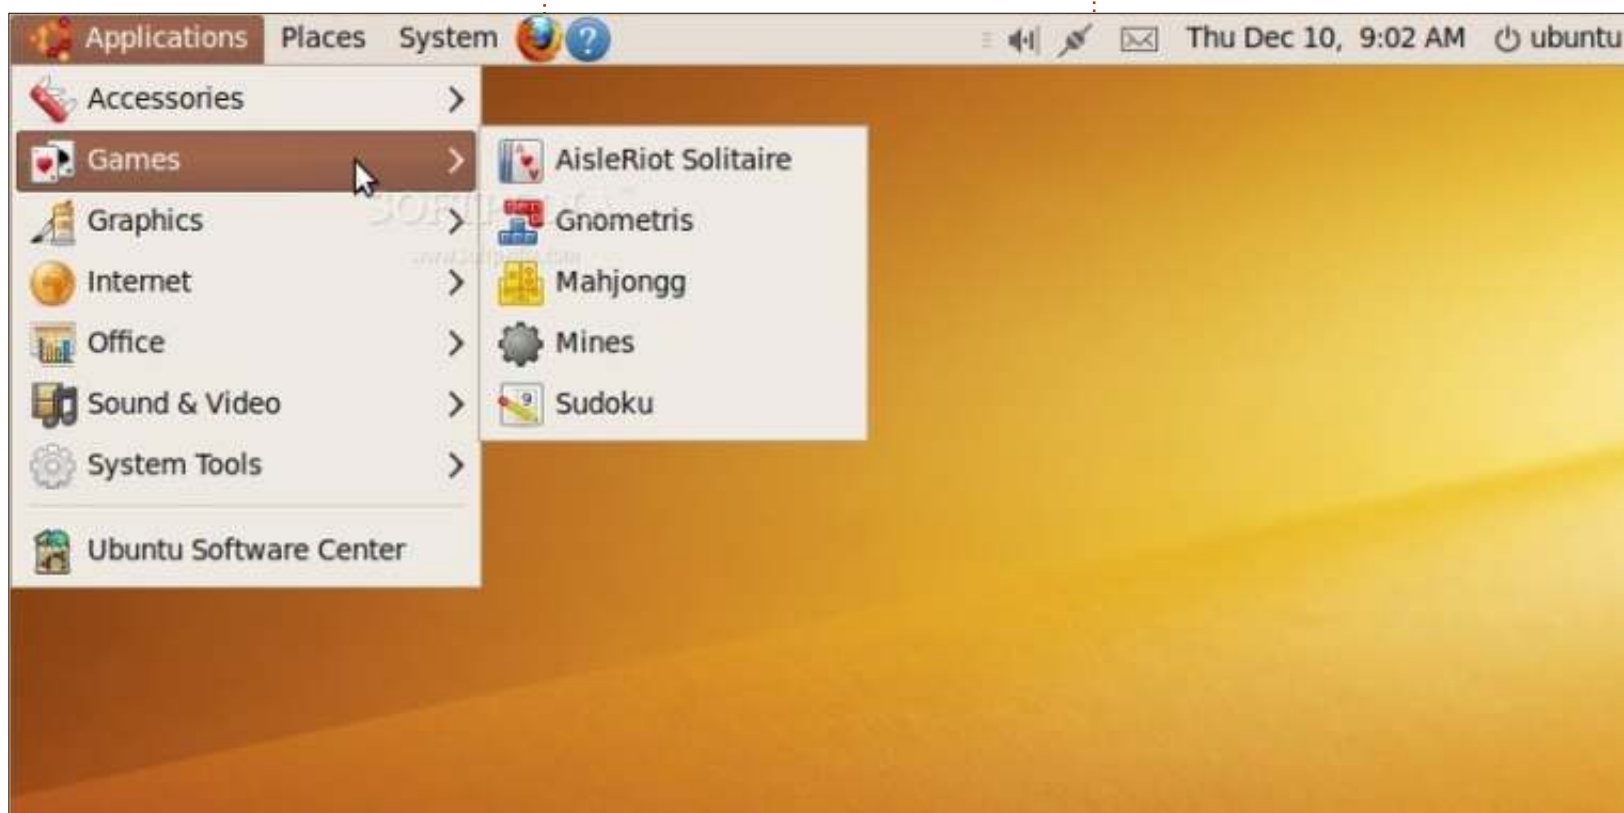 Applications Places System Thu Dec 10, 9:02 AM ubuntu
Accessories
Games
Graphics
Internet
Office
Sound & Video
System Tools
Ubuntu Software Center
AisleRiot Solitaire
Gnometris
Mahjongg
Mines
Sudoku